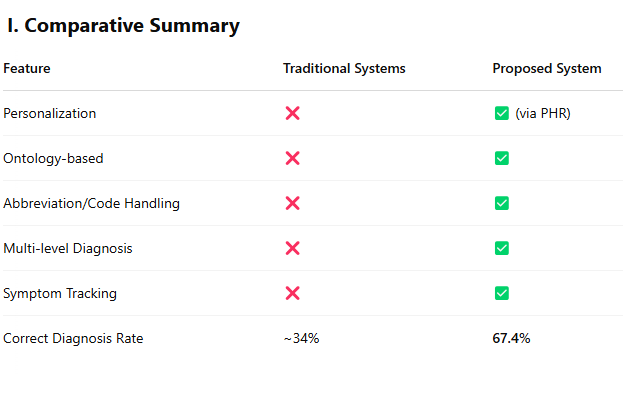 I. Comparative Summary
Feature Traditional Systems Proposed System
Personalization ❌ ✅ (via PHR)
Ontology-based ❌ ✅
Abbreviation/Code Handling ❌ ✅
Multi-level Diagnosis ❌ ✅
Symptom Tracking ❌ ✅
Correct Diagnosis Rate ~34% 67.4%